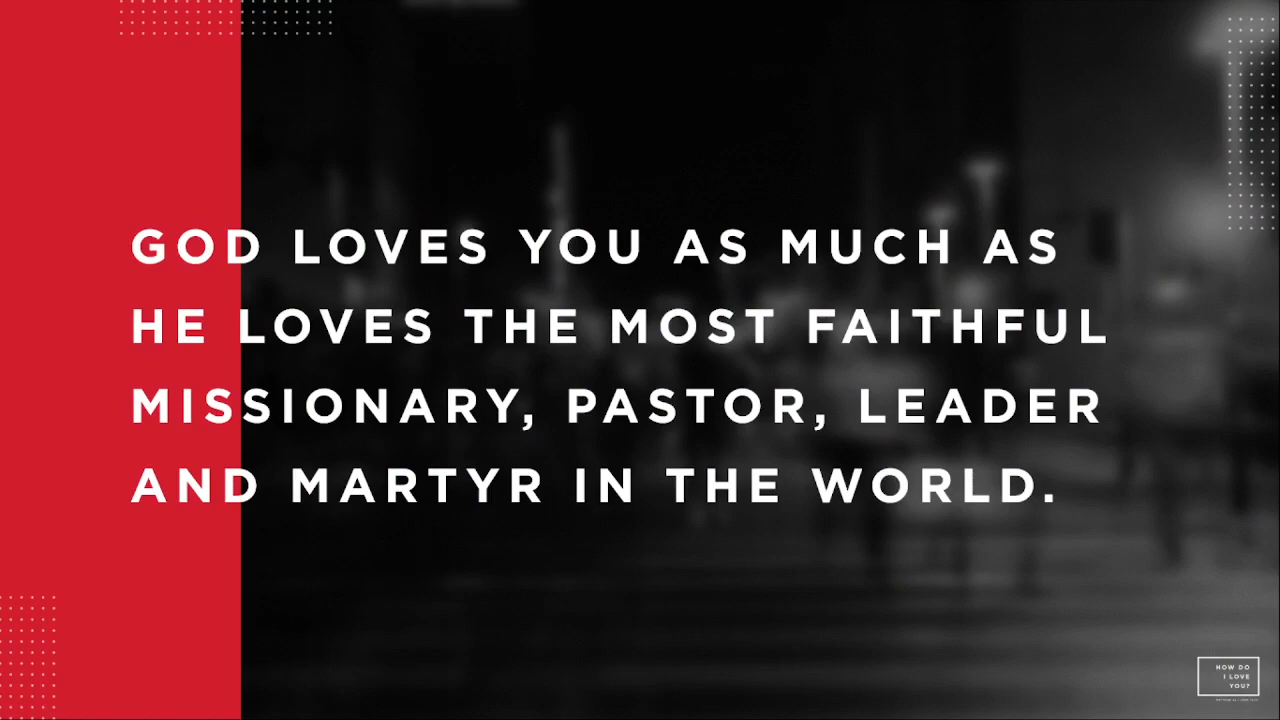 GOD LOVES YOU AS MUCH AS
HE LOVES THE MOST FAITHFUL
MISSIONARY, PASTOR, LEADER
AND MARTYR IN THE WORLD.
HOW DO
I LOVE
YOU?